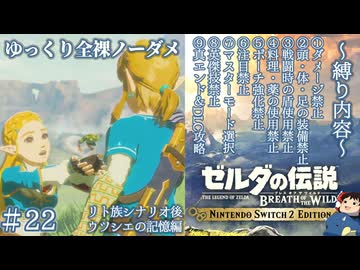 ゆっくり全裸ノーダメ
#22
リト族シナリオ後
ウツシエの記憶編
～縛り内容～
①ダメージ禁止
②頭・体・足の装備禁止
③戦闘時の盾使用禁止
④料理・薬の使用禁止
⑤ポーチ強化禁止
⑥注目禁止
⑦マスターモード選択
⑧英傑技禁止
⑨真エンド&DLC攻略
ゼルダの伝説
THE LEGEND OF ZELDA
BREATH OF THE WILD
NINTENDO SWITCH 2 EDITION